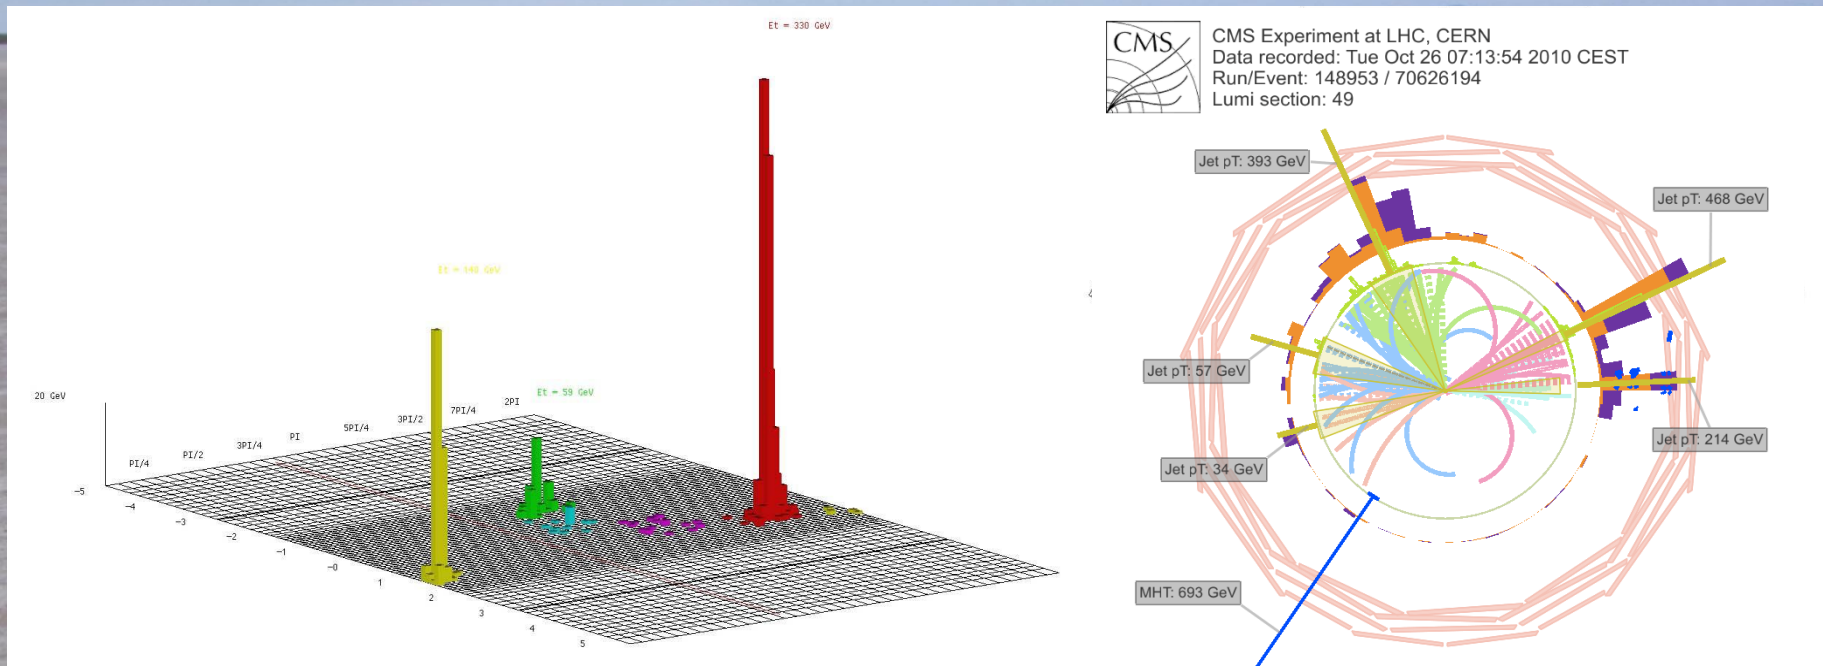 Et = 330 GeV
Et = 59 GeV
20 GeV
PI/4
PI/2
3PI/4
PI
5PI/4
3PI/2
7PI/4
2PI
-5
-4
-3
-2
-1
-0
1
2
3
4
5
CMS
CMS Experiment at LHC, CERN
Data recorded: Tue Oct 26 07:13:54 2010 CEST
Run/Event: 148953 / 70626194
Lumi section: 49
Jet pT: 393 GeV
Jet pT: 468 GeV
Jet pT: 57 GeV
Jet pT: 214 GeV
Jet pT: 34 GeV
MHT: 693 GeV